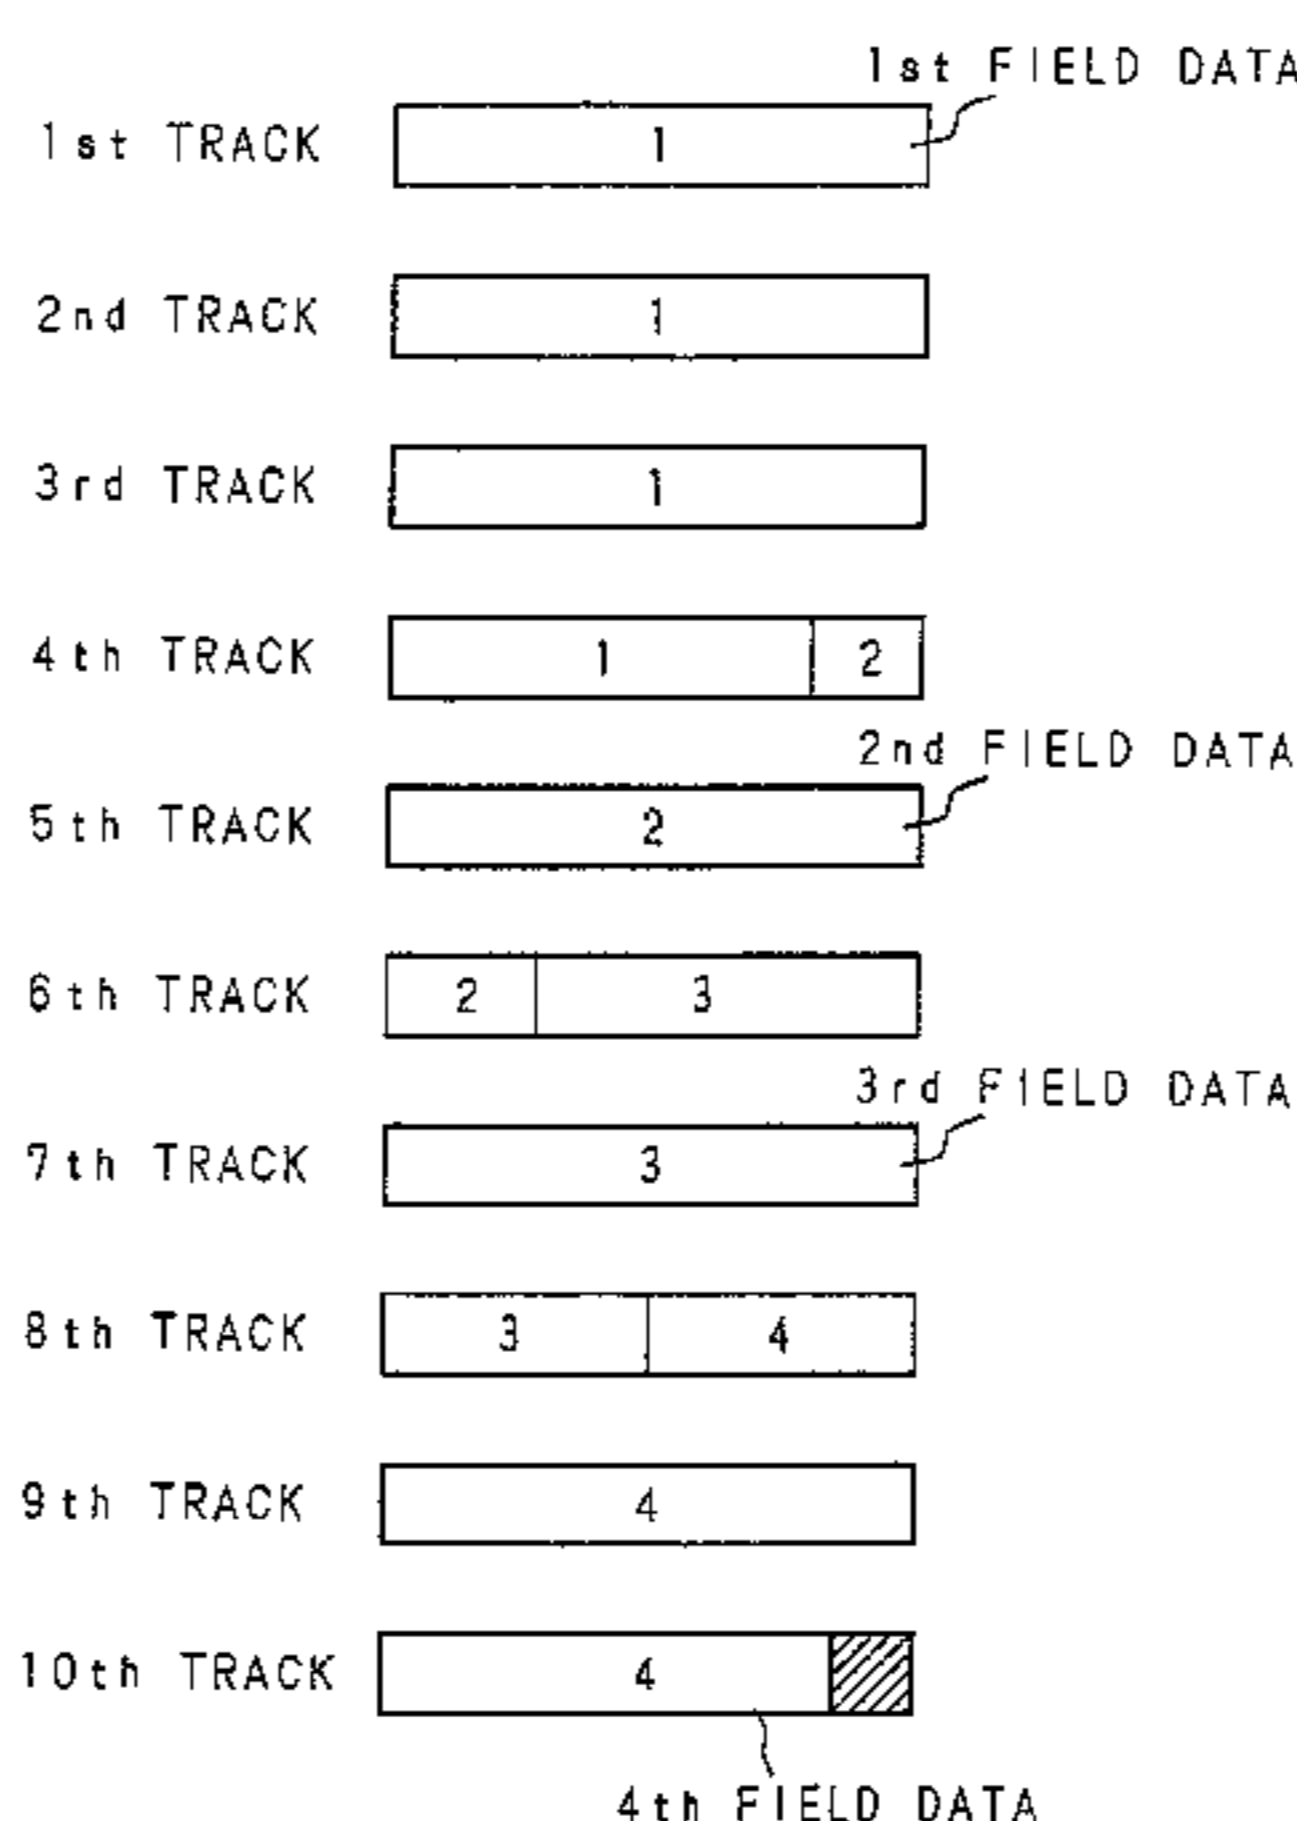 1st FIELD DATA
1st TRACK 1
2nd TRACK 1
3rd TRACK 1
4th TRACK 1 2
2nd FIELD DATA
5th TRACK 2
6th TRACK 2 3
3rd FIELD DATA
7th TRACK 3
8th TRACK 3 4
9th TRACK 4
10th TRACK 4
4th FIELD DATA